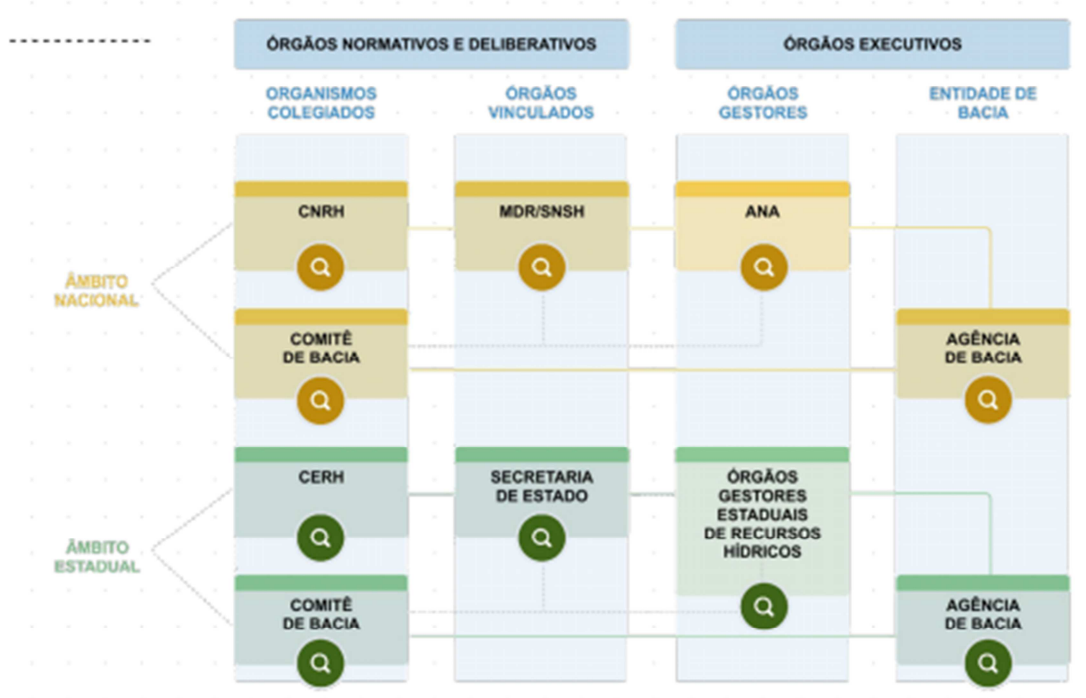 ÓRGÃOS NORMATIVOS E DELIBERATIVOS
ÓRGÃOS EXECUTIVOS
ORGANISMOS
COLEGIADOS
ÓRGÃOS
VINCULADOS
ÓRGÃOS
GESTORES
ENTIDADE DE
BACIA
ÂMBITO
NACIONAL
CNRH
MDR/SNSH
ANA
COMITÊ
DE BACIA
AGÊNCIA
DE BACIA
ÂMBITO
ESTADUAL
CERH
SECRETARIA
DE ESTADO
ÓRGÃOS
GESTORES
ESTADUAIS
DE RECURSOS
HÍDRICOS
COMITÊ
DE BACIA
AGÊNCIA
DE BACIA